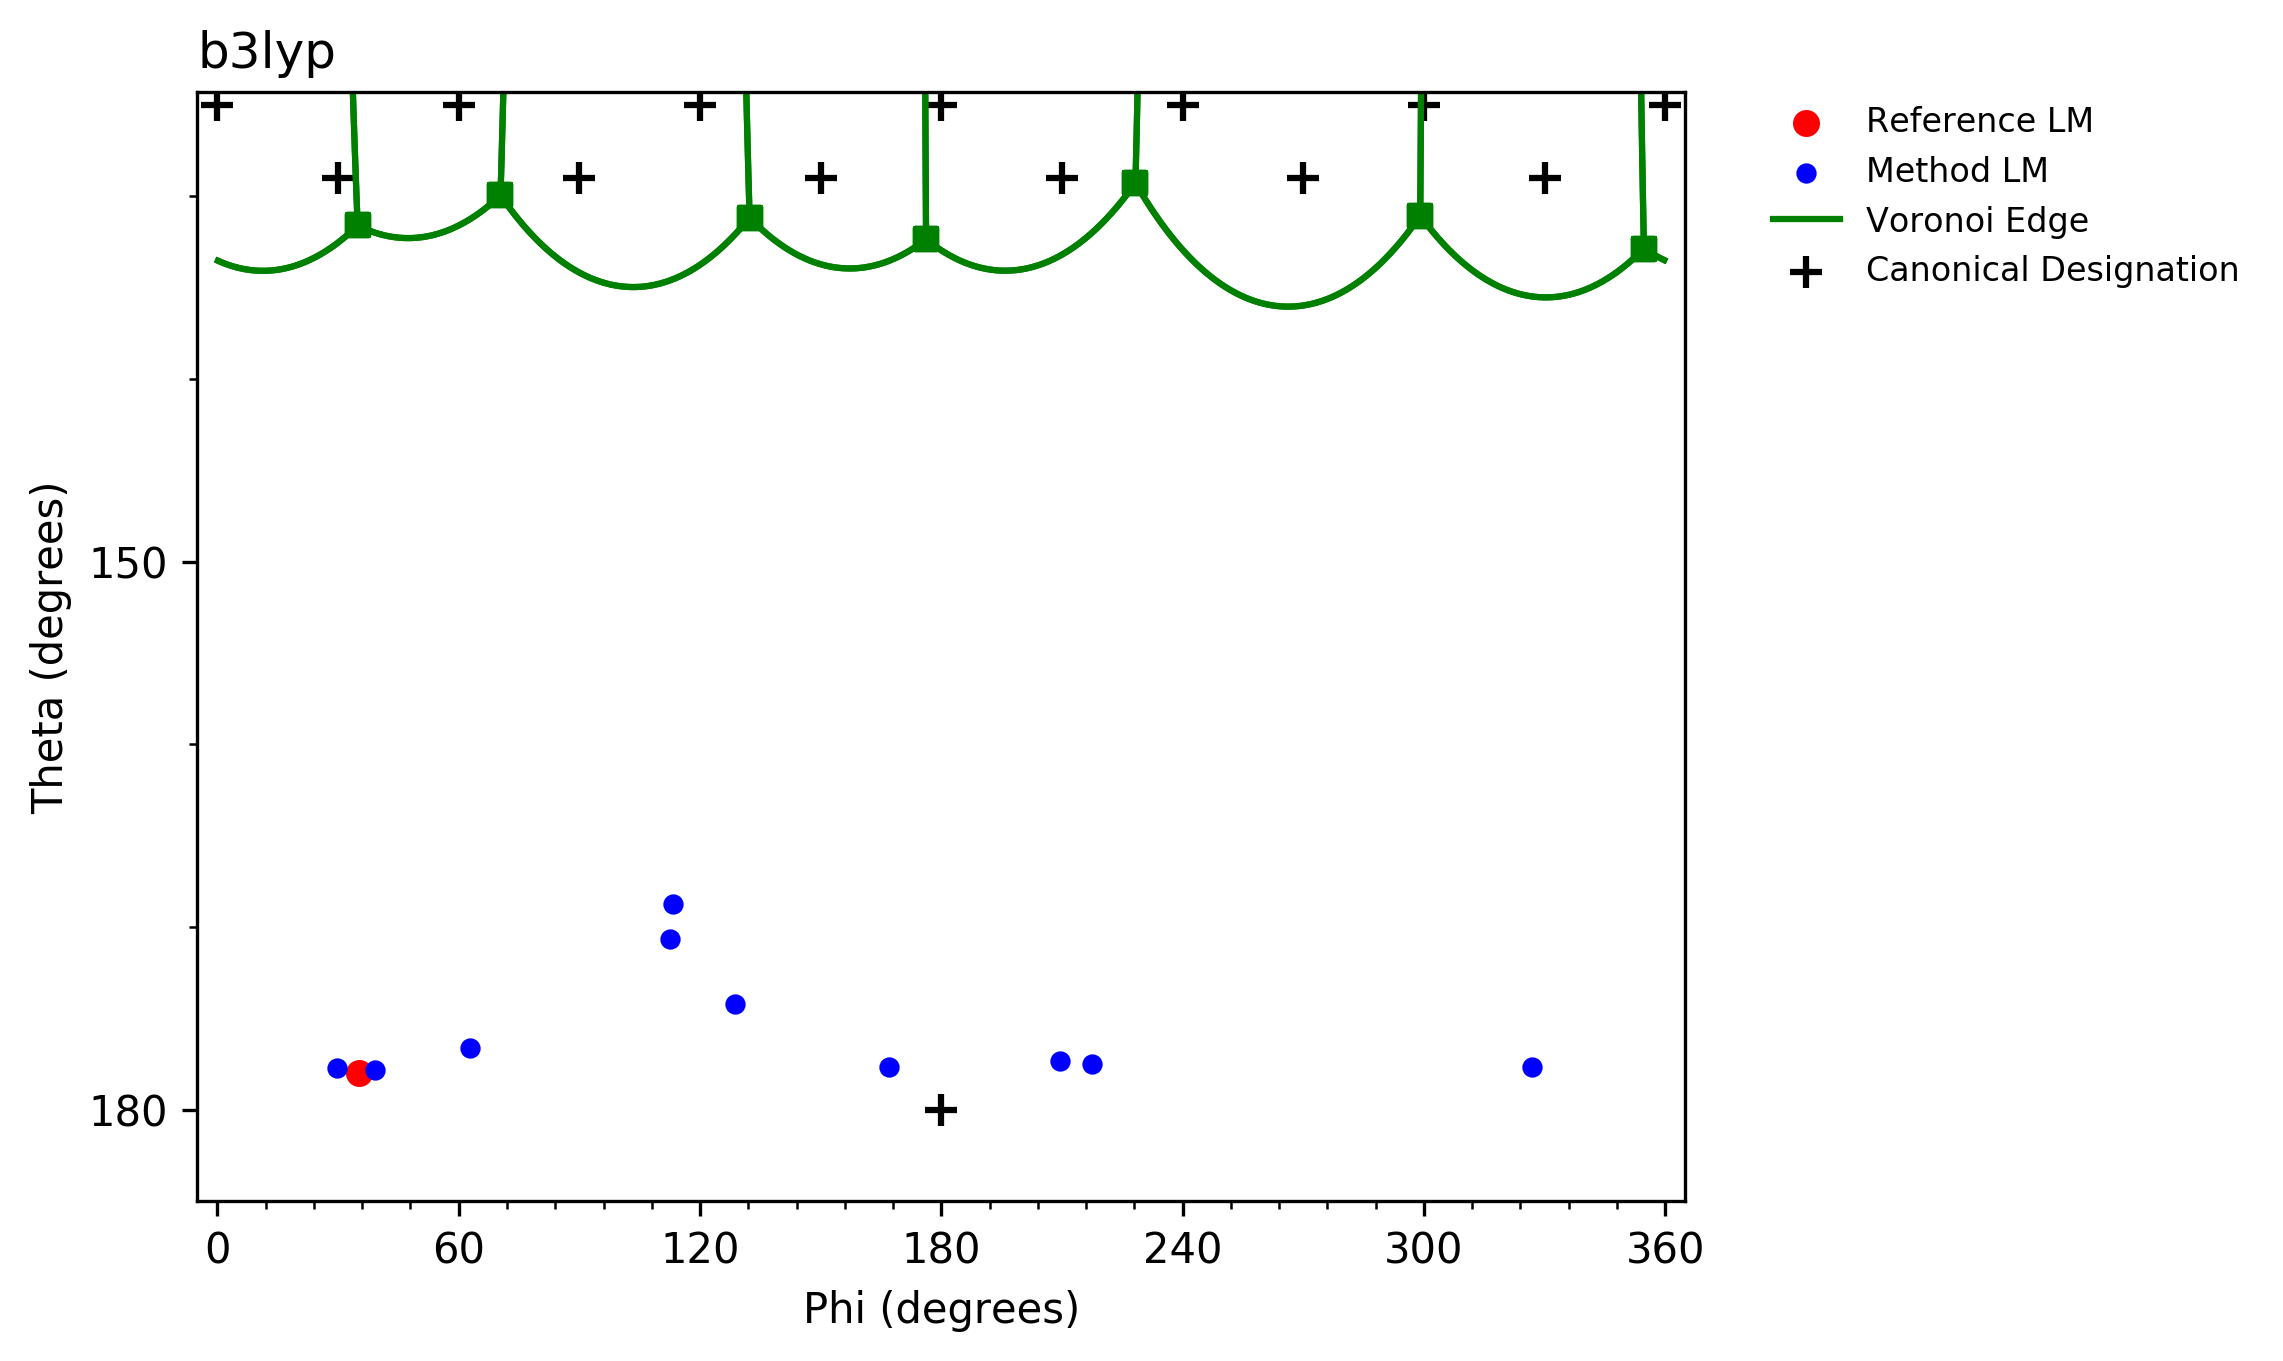 b3lyp
Reference LM
Method LM
Voronoi Edge
Canonical Designation
Theta (degrees)
150
180
0 60 120 180 240 300 360
Phi (degrees)